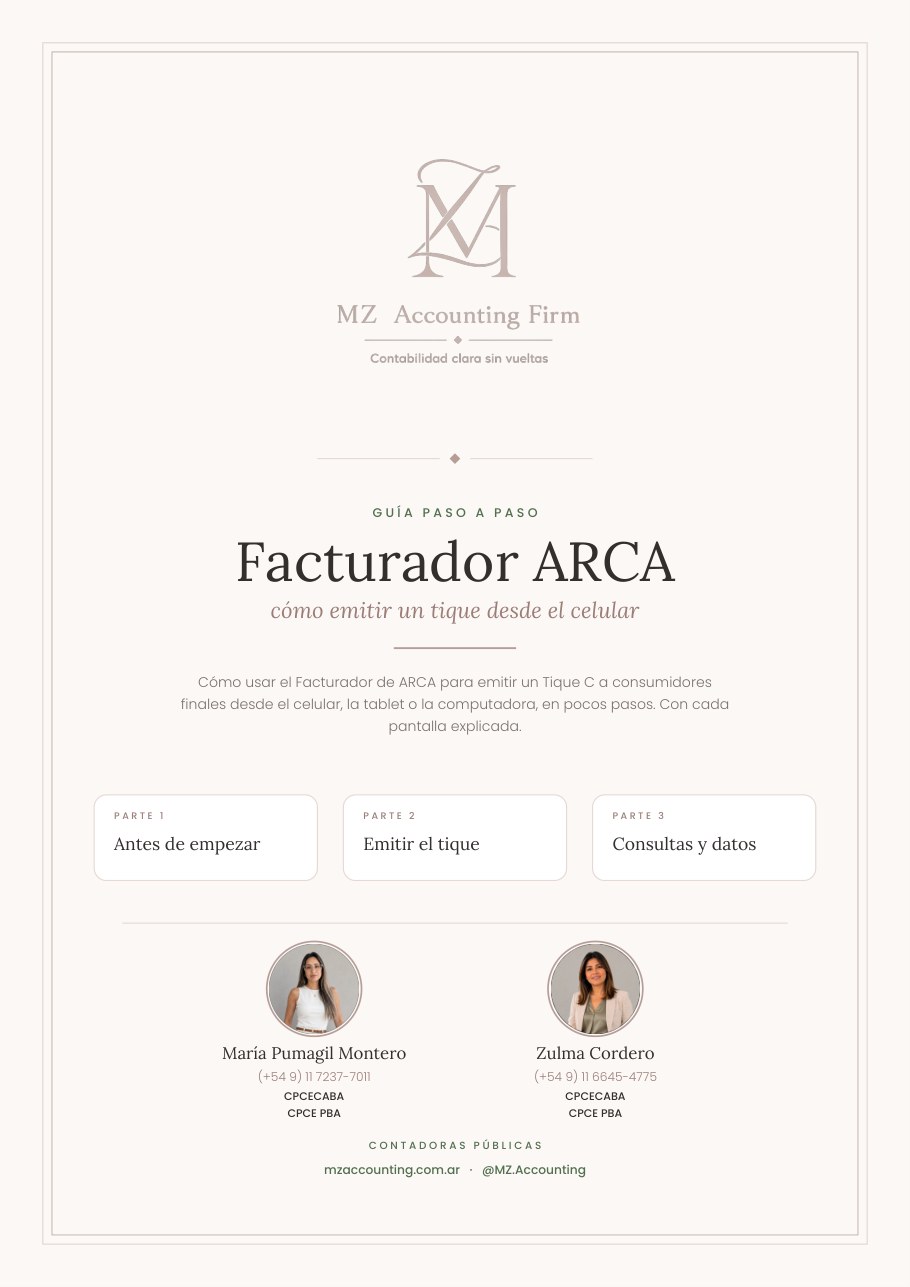 MZ Accounting Firm
Contabilidad clara sin vueltas
GUÍA PASO A PASO
Facturador ARCA
cómo emitir un tique desde el celular
Cómo usar el Facturador de ARCA para emitir un Tique C a consumidores
finales desde el celular, la tablet o la computadora, en pocos pasos. Con cada
pantalla explicada.
PARTE 1
Antes de empezar
PARTE 2
Emitir el tique
PARTE 3
Consultas y datos
María Pumagil Montero
(+54 9) 11 7237-7011
CPCECABA
CPCE PBA
Zulma Cordero
(+54 9) 11 6645-4775
CPCECABA
CPCE PBA
CONTADORAS PÚBLICAS
mzaccounting.com.ar · @MZ.Accounting